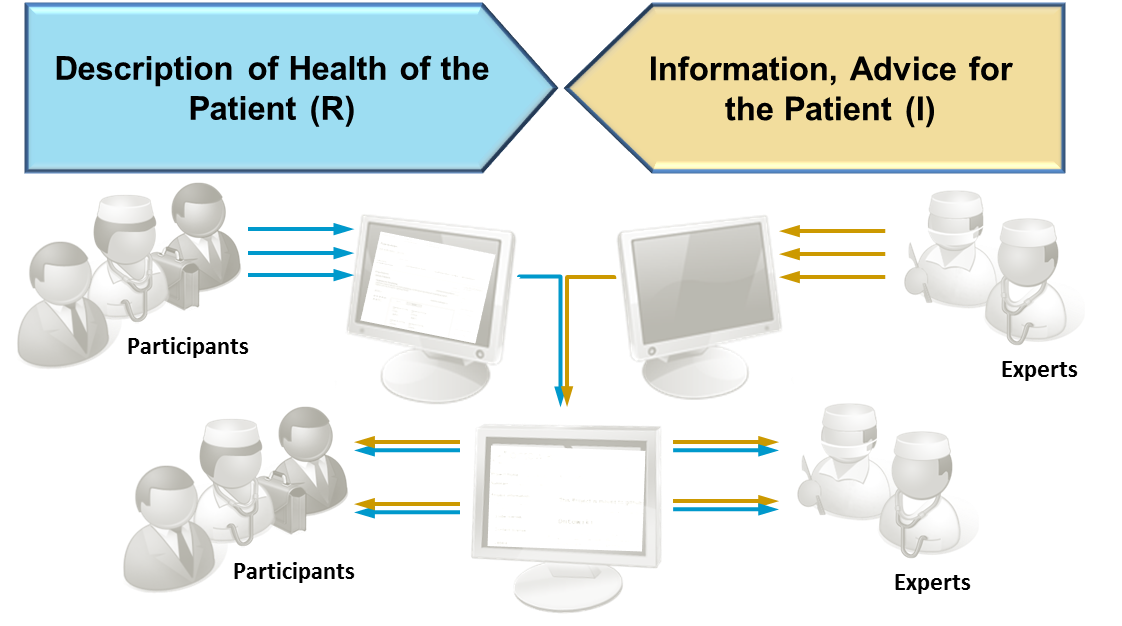 Description of Health of the
Patient (R)
Information, Advice for
the Patient (I)
Participants
Experts
Participants
Experts